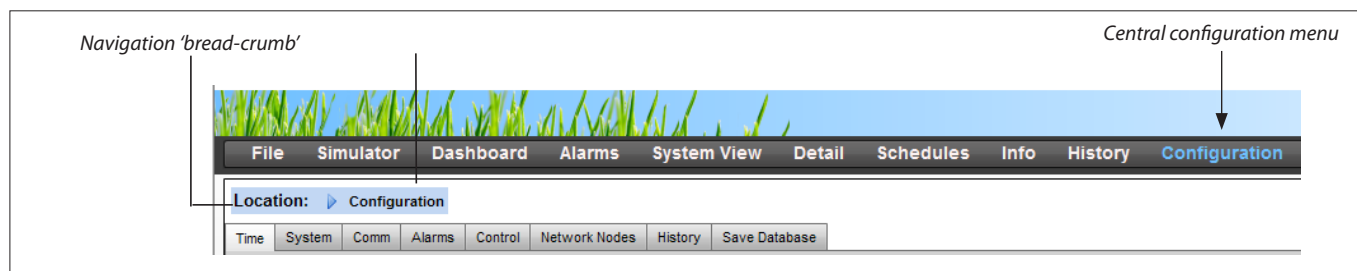 Navigation ‘bread-crumb’
Central configuration menu
File Simulator Dashboard Alarms System View Detail Schedules Info History Configuration
Location: Configuration
Time System Comm Alarms Control Network Nodes History Save Database